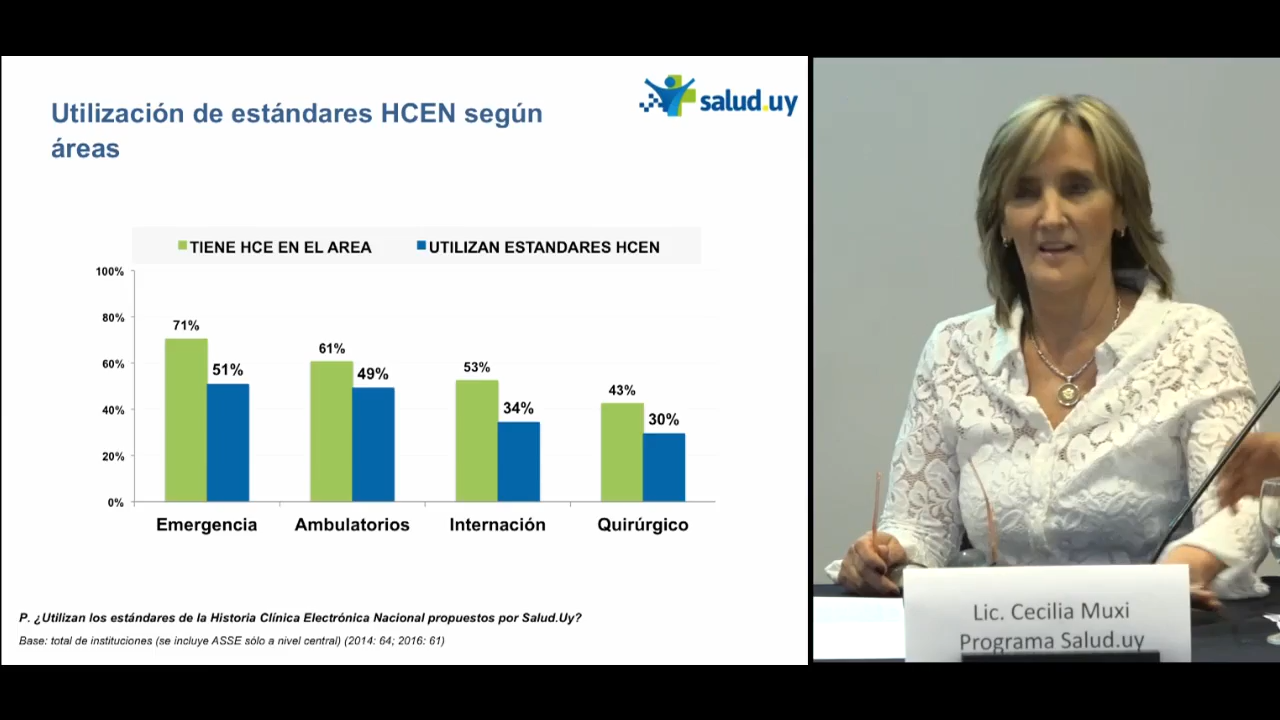 Utilización de estándares HCEN según
áreas
salud.uy
TIENE HCE EN EL AREA
UTILIZAN ESTANDARES HCEN
100%
80%
60%
40%
20%
0%
71%
51%
61%
49%
53%
34%
43%
30%
Emergencia
Ambulatorios
Internación
Quirúrgico
P. ¿Utilizan los estándares de la Historia Clínica Electrónica Nacional propuestos por Salud.Uy?
Base: total de instituciones (se incluye ASSE sólo a nivel central) (2014: 64; 2016: 61)
Lic. Cecilia Muxi
Programa Salud.uy